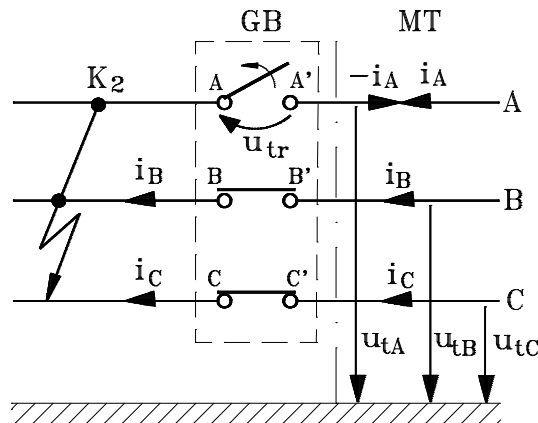 GB MT
K₂ A A' -iA iA A
utr
iB B B' iB B
iC C C' iC C
utA utB utC